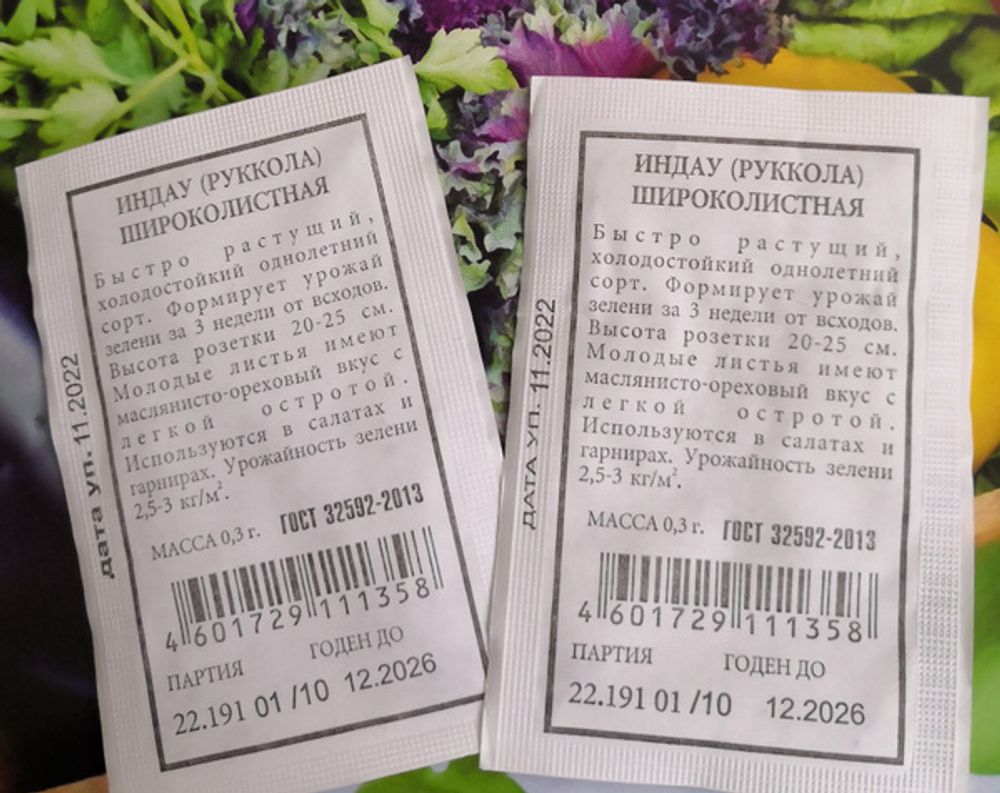 ИНДАУ (РУККОЛА)
ШИРОКОЛИСТНАЯ
Быстро растущий,
холодостойкий однолетний
сорт. Формирует урожай
зелени за 3 недели от всходов.
Высота розетки 20-25 см.
Молодые листья имеют
маслянисто-ореховый вкус с
легкой остротой.
Используются в салатах и
гарнирах. Урожайность зелени
2,5-3 кг/м².
МАССА 0,3 г. ГОСТ 32592-2013
4 601729 111358
ПАРТИЯ ГОДЕН ДО
22.191 01 /10 12.2026
дата уп. 11.2022
ИНДАУ (РУККОЛА)
ШИРОКОЛИСТНАЯ
Быстро растущий,
холодостойкий однолетний
сорт. Формирует урожай
зелени за 3 недели от всходов.
Высота розетки 20-25 см.
Молодые листья имеют
маслянисто-ореховый вкус с
легкой остротой.
Используются в салатах и
гарнирах. Урожайность зелени
2,5-3 кг/м².
МАССА 0,3 г. ГОСТ 32592-2013
4 601729 111358
ПАРТИЯ ГОДЕН ДО
22.191 01 /10 12.2026
ДАТА УП. 11.2022